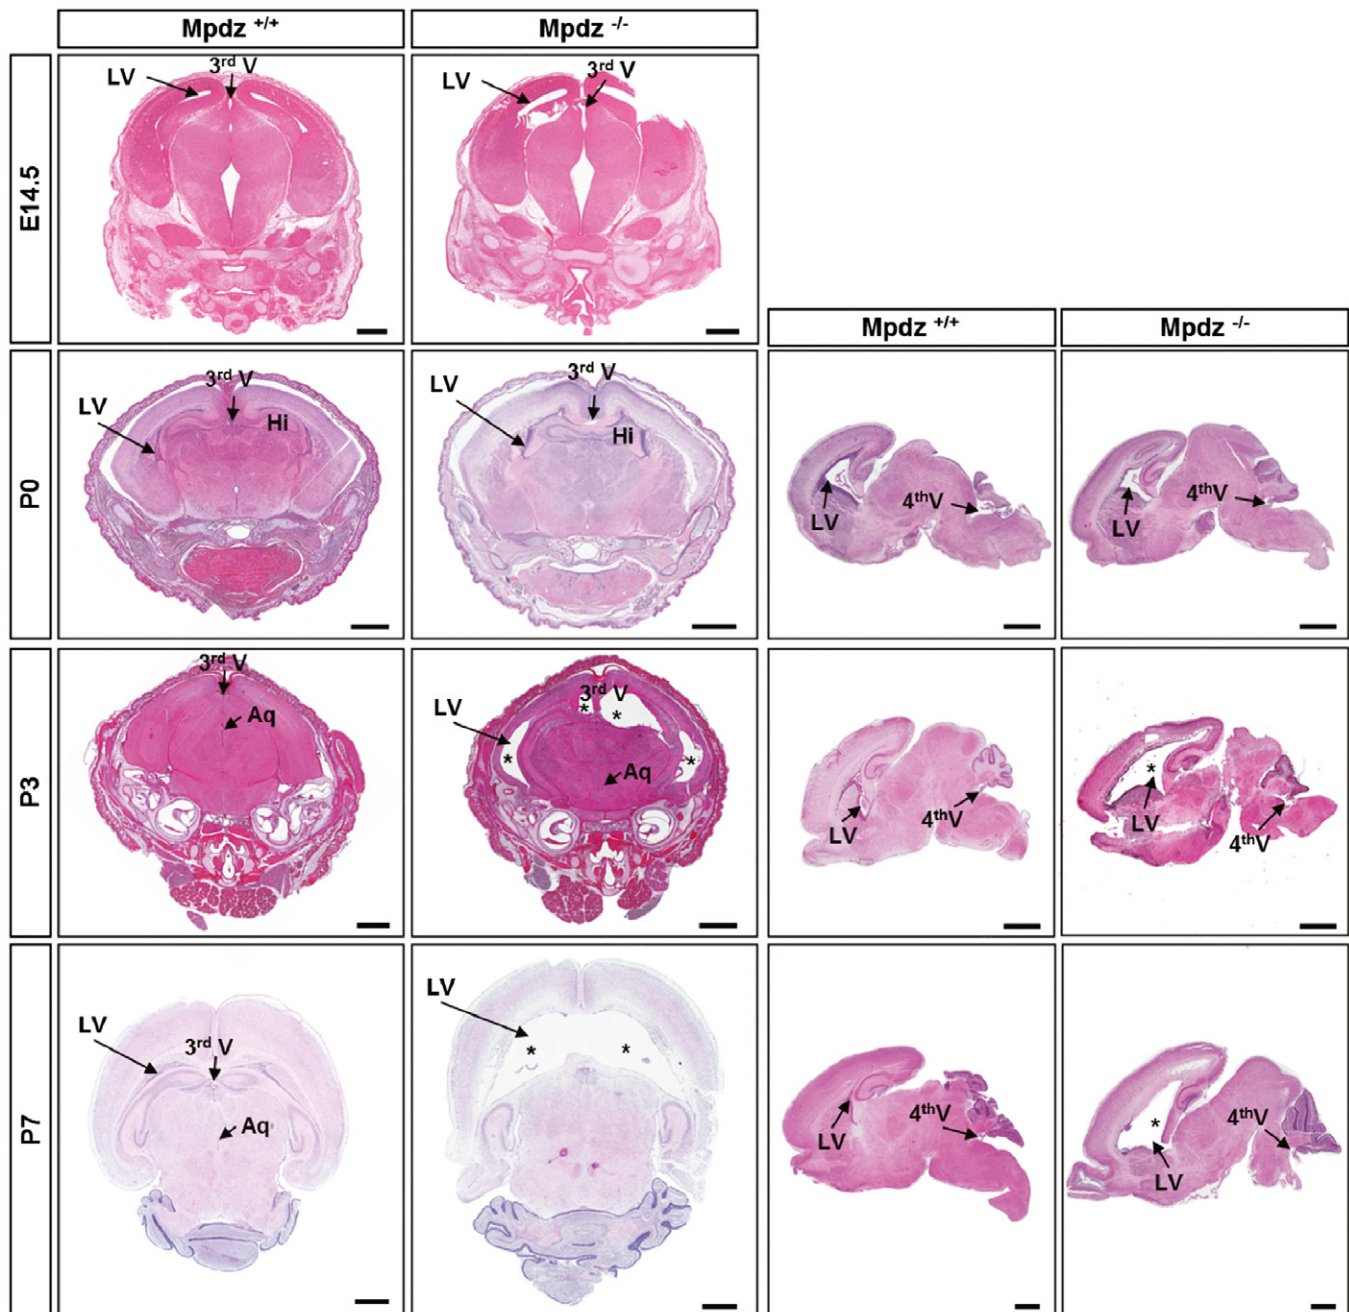 Mpdz +/+
Mpdz -/-
E14.5
LV
3rd V
LV
3rd V
Mpdz +/+
Mpdz -/-
P0
LV
3rd V
Hi
LV
3rd V
Hi
LV
4thV
LV
4thV
P3
3rd V
Aq
LV
3rd V
*
*
*
*
Aq
LV
4thV
*
LV
4thV
P7
LV
3rd V
Aq
LV
*
*
LV
4thV
*
LV
4thV